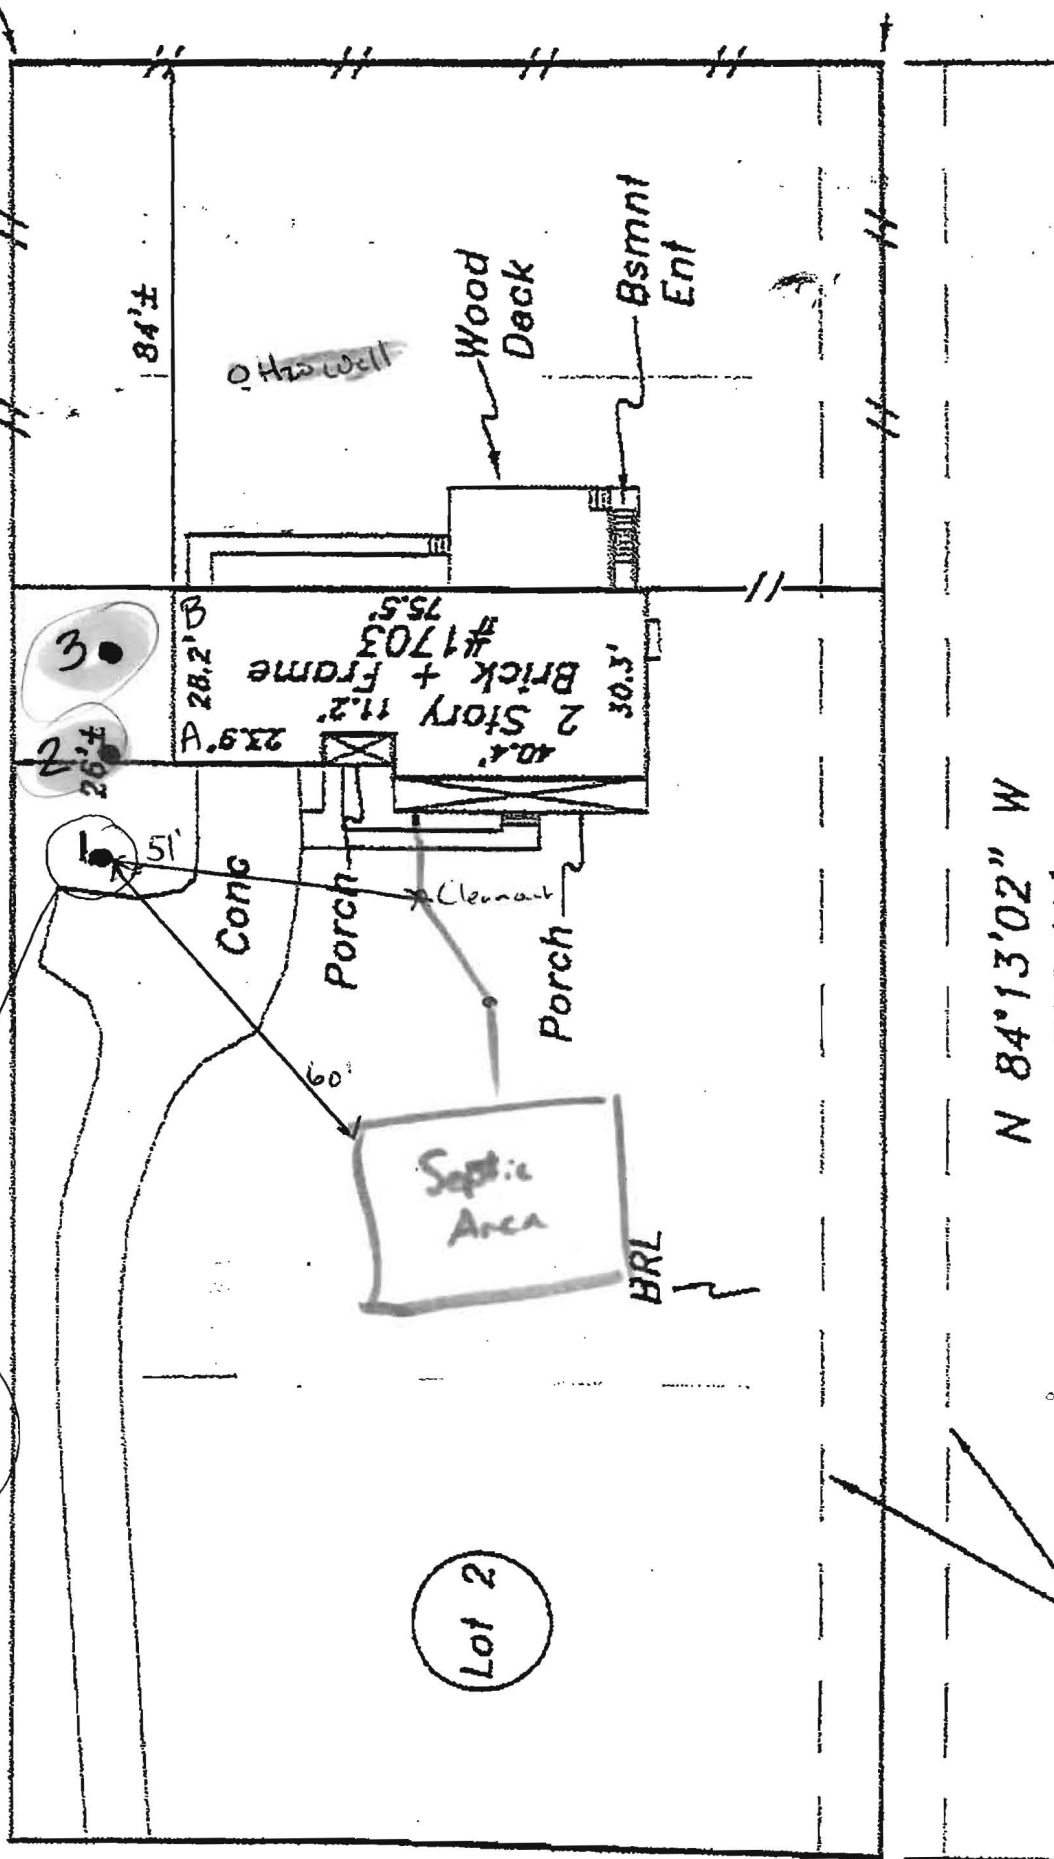 84'±
O H20 well
Wood
Deck
Bsmnt
Ent
3
2
26'±
1
51'
B
28.2'
A
23.9'
11.2'
75.5'
#1703
Brick + Frame
2 Story
40.4'
30.3'
Conc
Porch
Cleanout
Porch
60'
Septic
Area
BRL
Lot 2
N 84°13'02" W